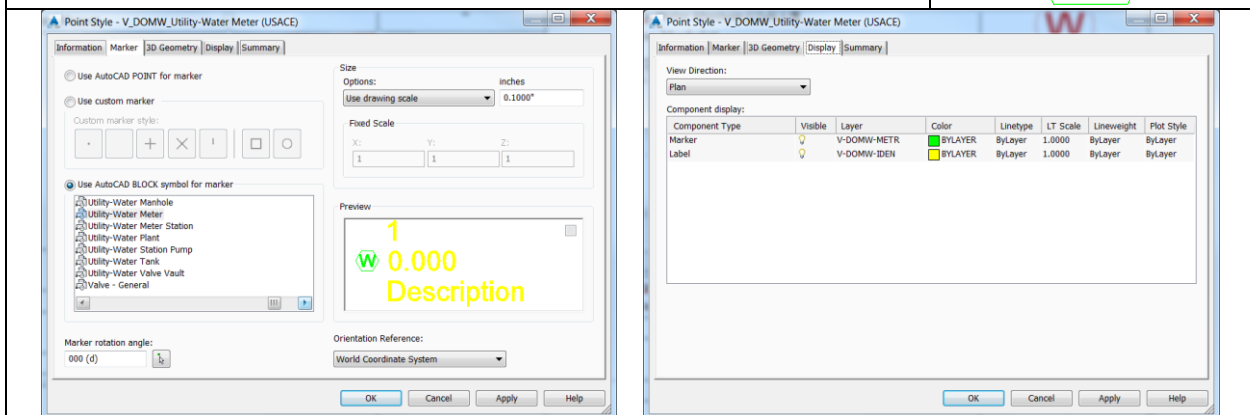 Point Style - V_DOMW_Utility-Water Meter (USACE)
Information Marker 3D Geometry Display Summary
Use AutoCAD POINT for marker
Use custom marker
Custom marker style:
Use AutoCAD BLOCK symbol for marker
Utility-Water Manhole
Utility-Water Meter
Utility-Water Meter Station
Utility-Water Plant
Utility-Water Station Pump
Utility-Water Tank
Utility-Water Valve Vault
Valve - General
Marker rotation angle:
000 (d)
Size
Options: inches
Use drawing scale 0.1000"
Fixed Scale
X: Y: Z:
1 1 1
Preview
1
W 0.000
Description
Orientation Reference:
World Coordinate System
OK Cancel Apply Help
W
Point Style - V_DOMW_Utility-Water Meter (USACE)
Information Marker 3D Geometry Display Summary
View Direction:
Plan
Component display:
Component Type Visible Layer Color Linetype LT Scale Lineweight Plot Style
Marker V-DOMW-METR BYLAYER ByLayer 1.0000 ByLayer ByLayer
Label V-DOMW-IDEN BYLAYER ByLayer 1.0000 ByLayer ByLayer
OK Cancel Apply Help